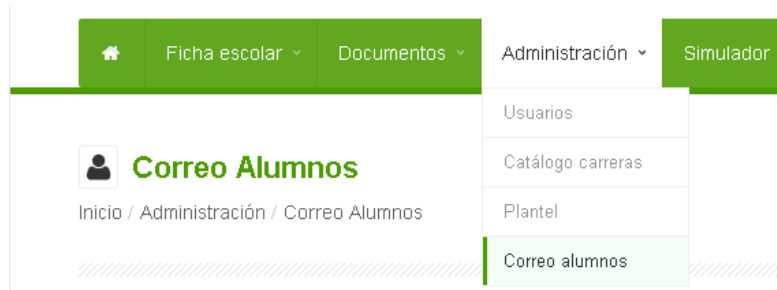 Ficha escolar Documentos Administración Simulador
Usuarios
Catálogo carreras
Plantel
Correo alumnos
Correo Alumnos
Inicio / Administración / Correo Alumnos